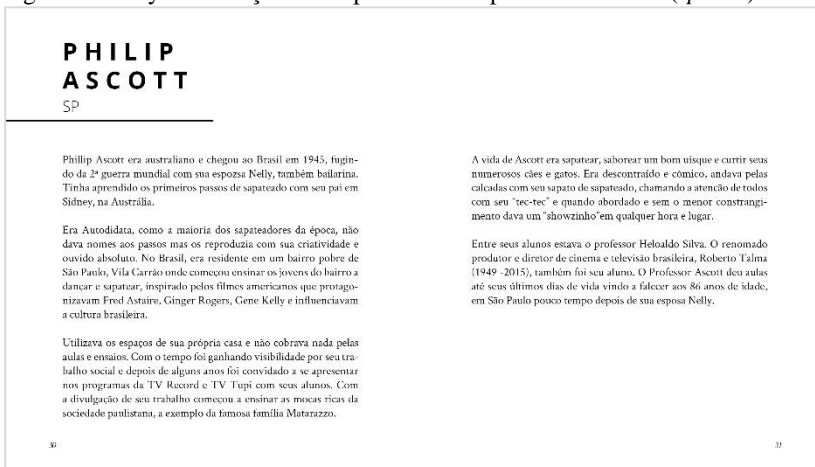 PHILIP
ASCOTT
SP
Phillip Ascott era australiano e chegou ao Brasil em 1945, fugin-
do da 2ª guerra mundial com sua espozsa Nelly, também bailarina.
Tinha aprendido os primeiros passos de sapateado com seu pai em
Sidney, na Austrália.
Era Autodidata, como a maioria dos sapateadores da época, não
dava nomes aos passos mas os reproduzia com sua criatividade e
ouvido absoluto. No Brasil, era residente em um bairro pobre de
São Paulo, Vila Carrão onde começou ensinar os jovens do bairro a
dançar e sapatear, inspirado pelos filmes americanos que protago-
nizavam Fred Astaire, Ginger Rogers, Gene Kelly e influenciavam
a cultura brasileira.
Utilizava os espaços de sua própria casa e não cobrava nada pelas
aulas e ensaios. Com o tempo foi ganhando visibilidade por seu tra-
balho social e depois de alguns anos foi convidado a se apresentar
nos programas da TV Record e TV Tupi com seus alunos. Com
a divulgação de seu trabalho começou a ensinar as moças ricas da
sociedade paulistana, a exemplo da famosa família Matarazzo.
30
A vida de Ascott era sapatear, saborear um bom uísque e curtir seus
numerosos cães e gatos. Era descontraído e cômico, andava pelas
calçadas com seu sapato de sapateado, chamando a atenção de todos
com seu "tec-tec" e quando abordado e sem o menor constrangi-
mento dava um "showzinho"em qualquer hora e lugar.
Entre seus alunos estava o professor Heloaldo Silva. O renomado
produtor e diretor de cinema e televisão brasileira, Roberto Talma
(1949 -2015), também foi seu aluno. O Professor Ascott deu aulas
até seus últimos dias de vida vindo a falecer aos 86 anos de idade,
em São Paulo pouco tempo depois de sua esposa Nelly.
31